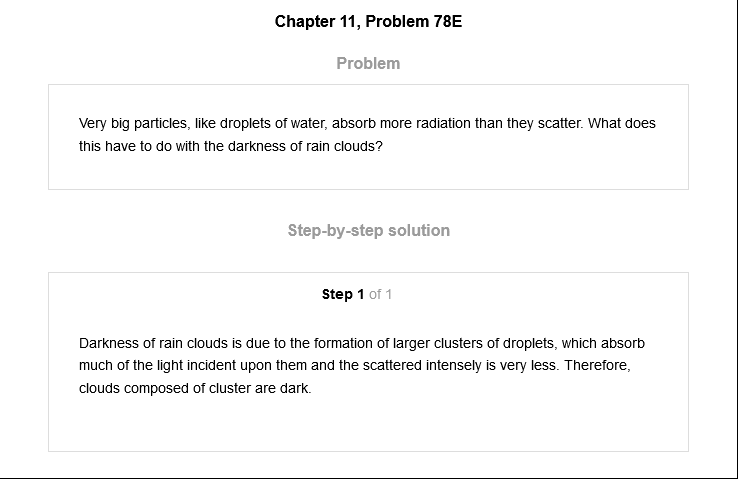 Chapter 11, Problem 78E
Problem
Very big particles, like droplets of water, absorb more radiation than they scatter. What does
this have to do with the darkness of rain clouds?
Step-by-step solution
Step 1 of 1
Darkness of rain clouds is due to the formation of larger clusters of droplets, which absorb
much of the light incident upon them and the scattered intensely is very less. Therefore,
clouds composed of cluster are dark.